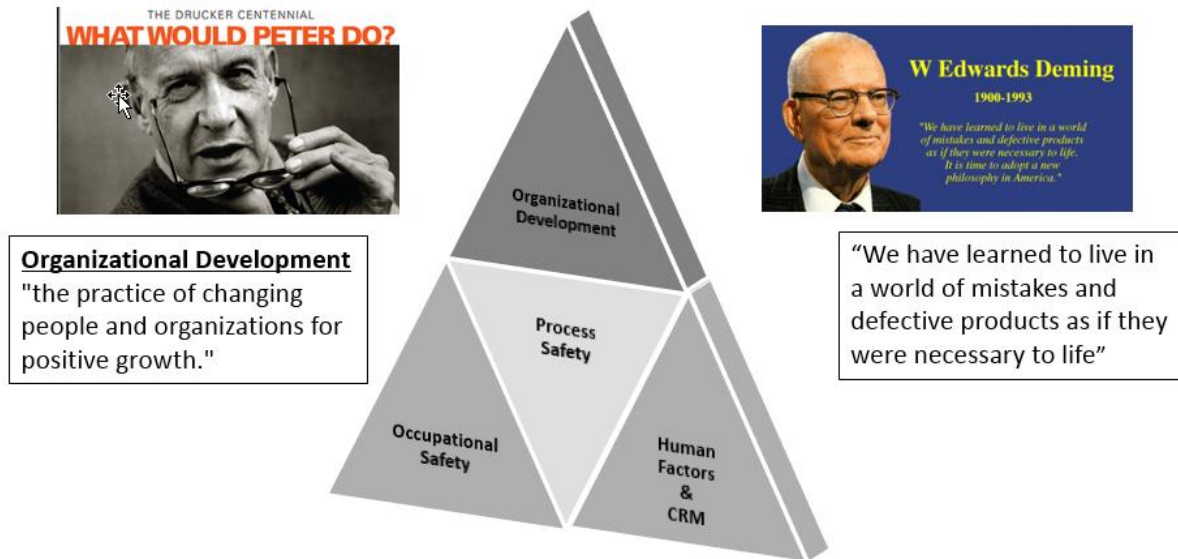 THE DRUCKER CENTENNIAL
WHAT WOULD PETER DO?
W Edwards Deming
1900-1993
"We have learned to live in a world
of mistakes and defective products
as if they were necessary to life.
It is time to adopt a new
philosophy in America."
Organizational Development
"the practice of changing
people and organizations for
positive growth."
Organizational
Development
Process
Safety
Occupational
Safety
Human
Factors
&
CRM
“We have learned to live in
a world of mistakes and
defective products as if they
were necessary to life”